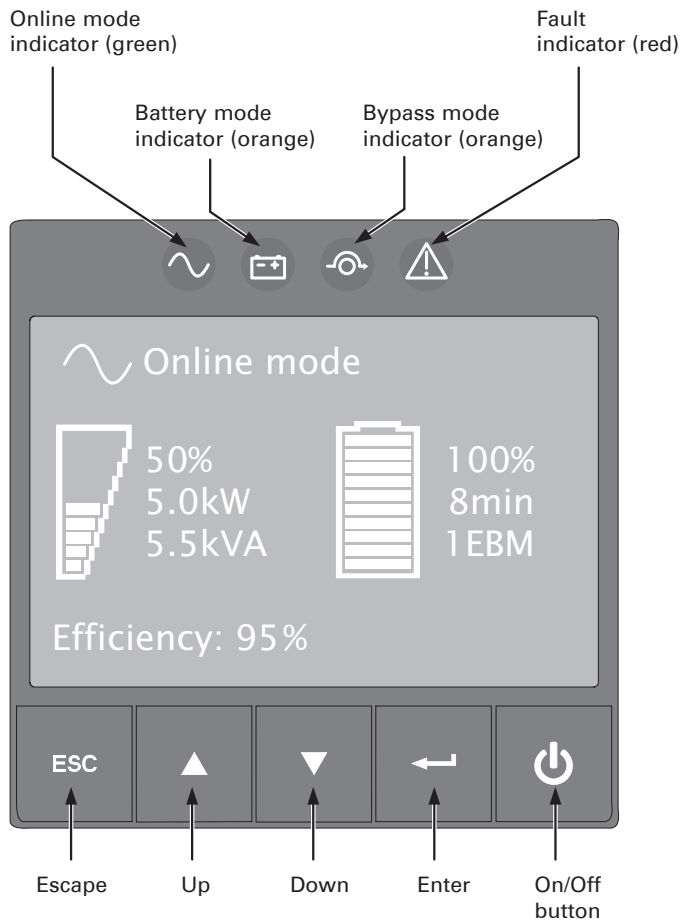 Online mode
indicator (green)
Fault
indicator (red)
Battery mode
indicator (orange)
Bypass mode
indicator (orange)
Online mode
50%
5.0kW
5.5kVA
100%
8min
1EBM
Efficiency: 95%
ESC
Escape
Up
Down
Enter
On/Off
button